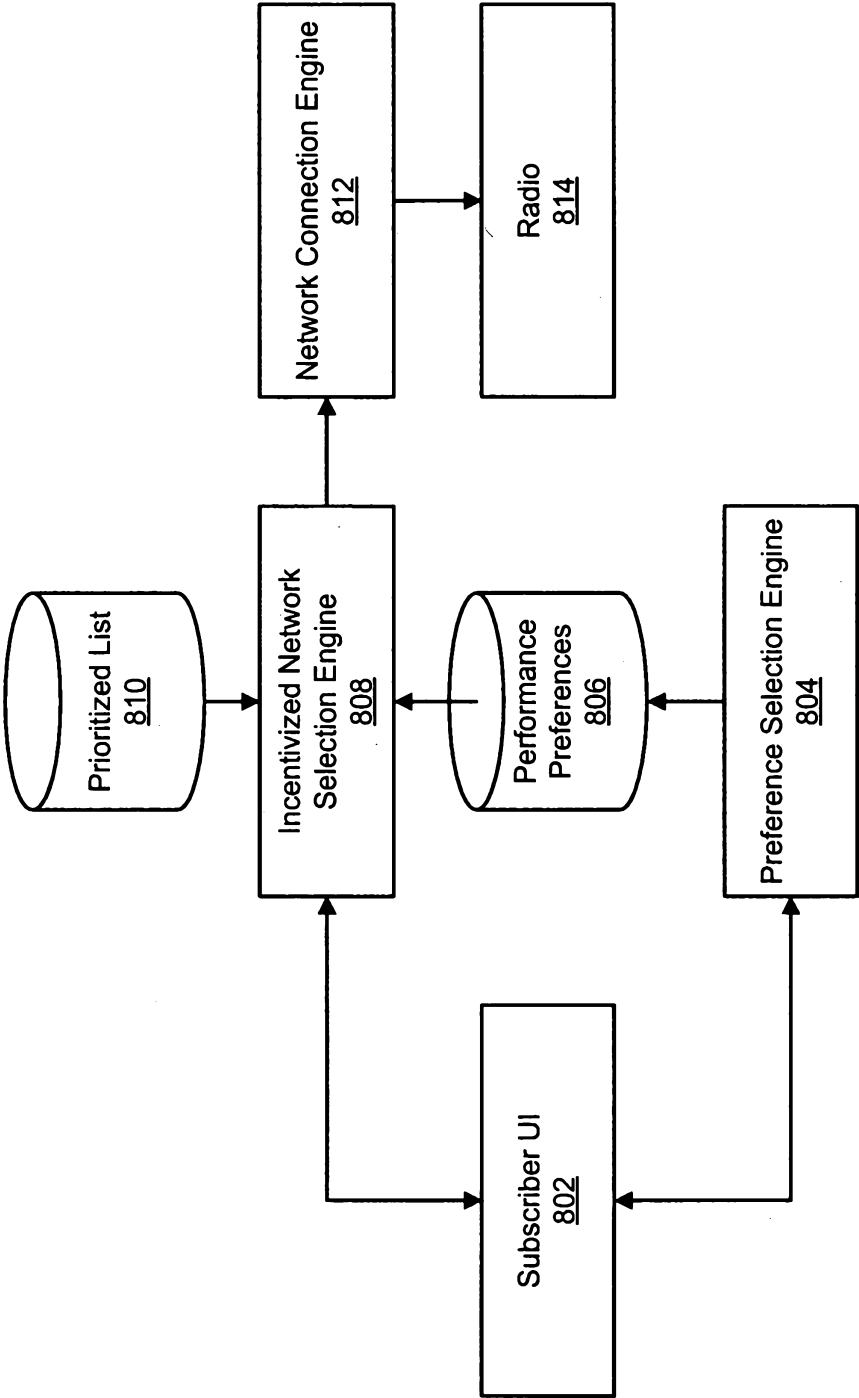 Prioritized List
810
Incentivized Network
Selection Engine
808
Performance
Preferences
806
Preference Selection Engine
804
Subscriber UI
802
Network Connection Engine
812
Radio
814